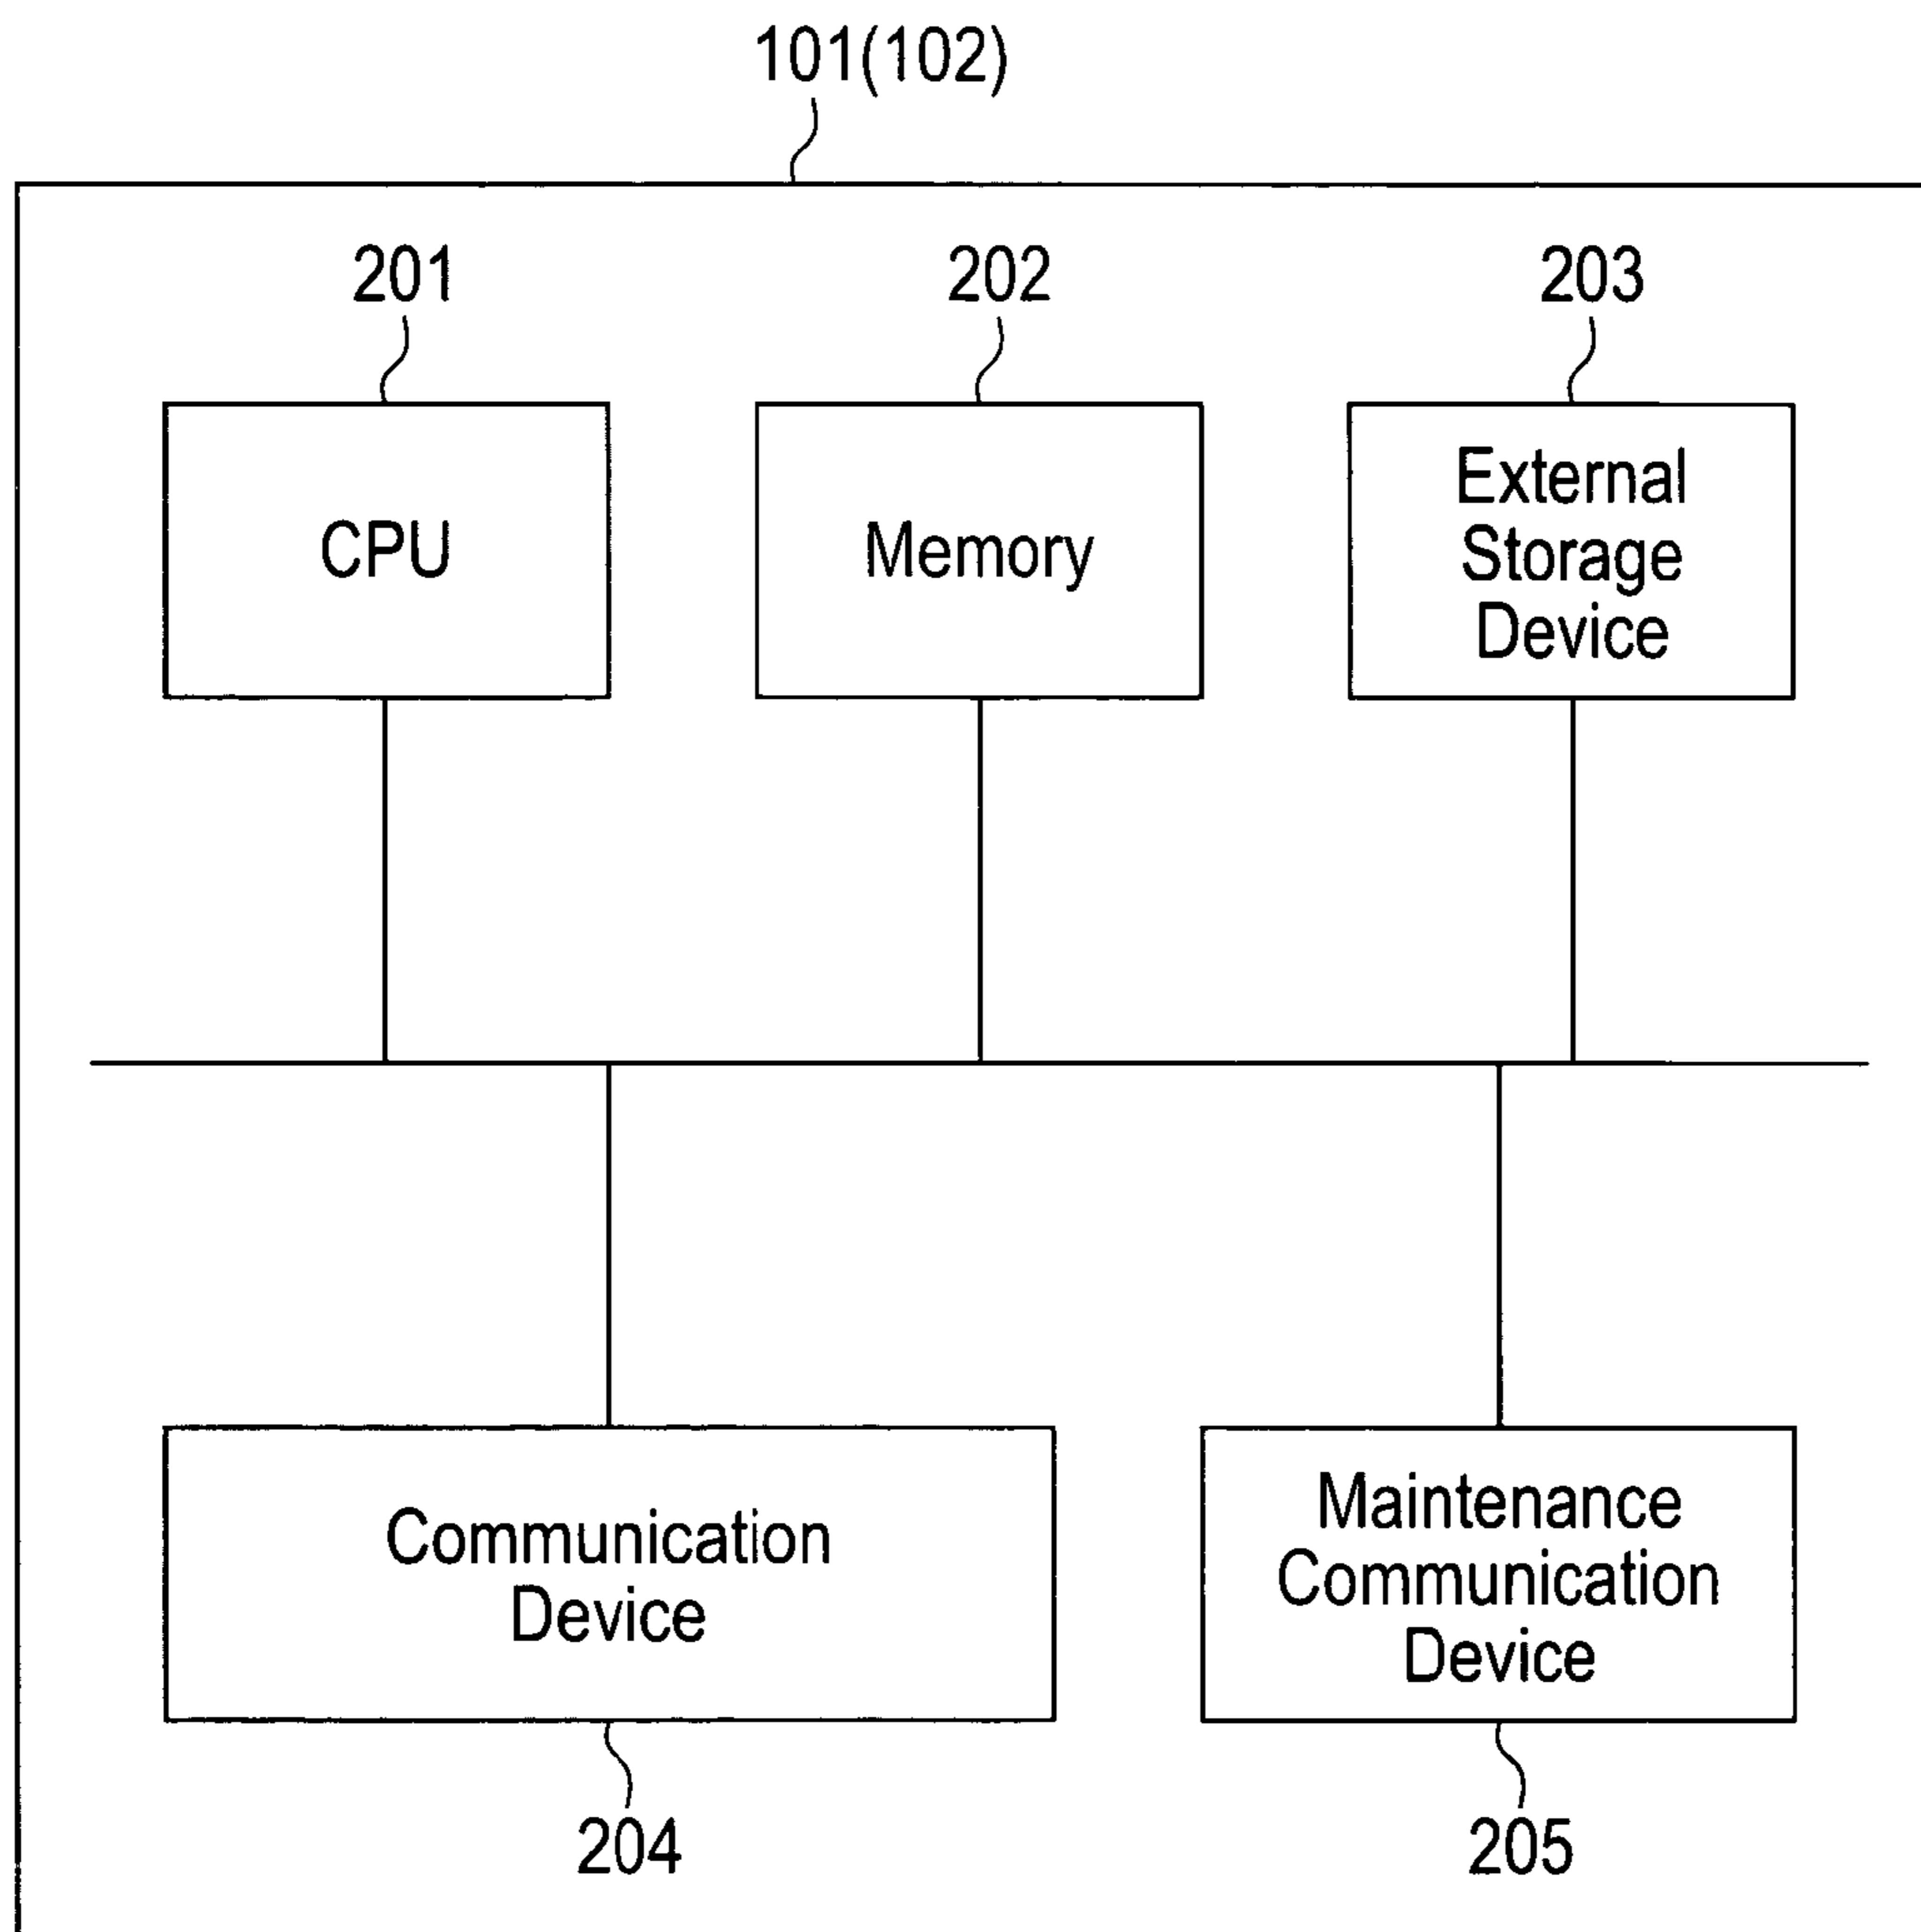 101(102)
201
202
203
CPU
Memory
External
Storage
Device
Communication
Device
Maintenance
Communication
Device
204
205